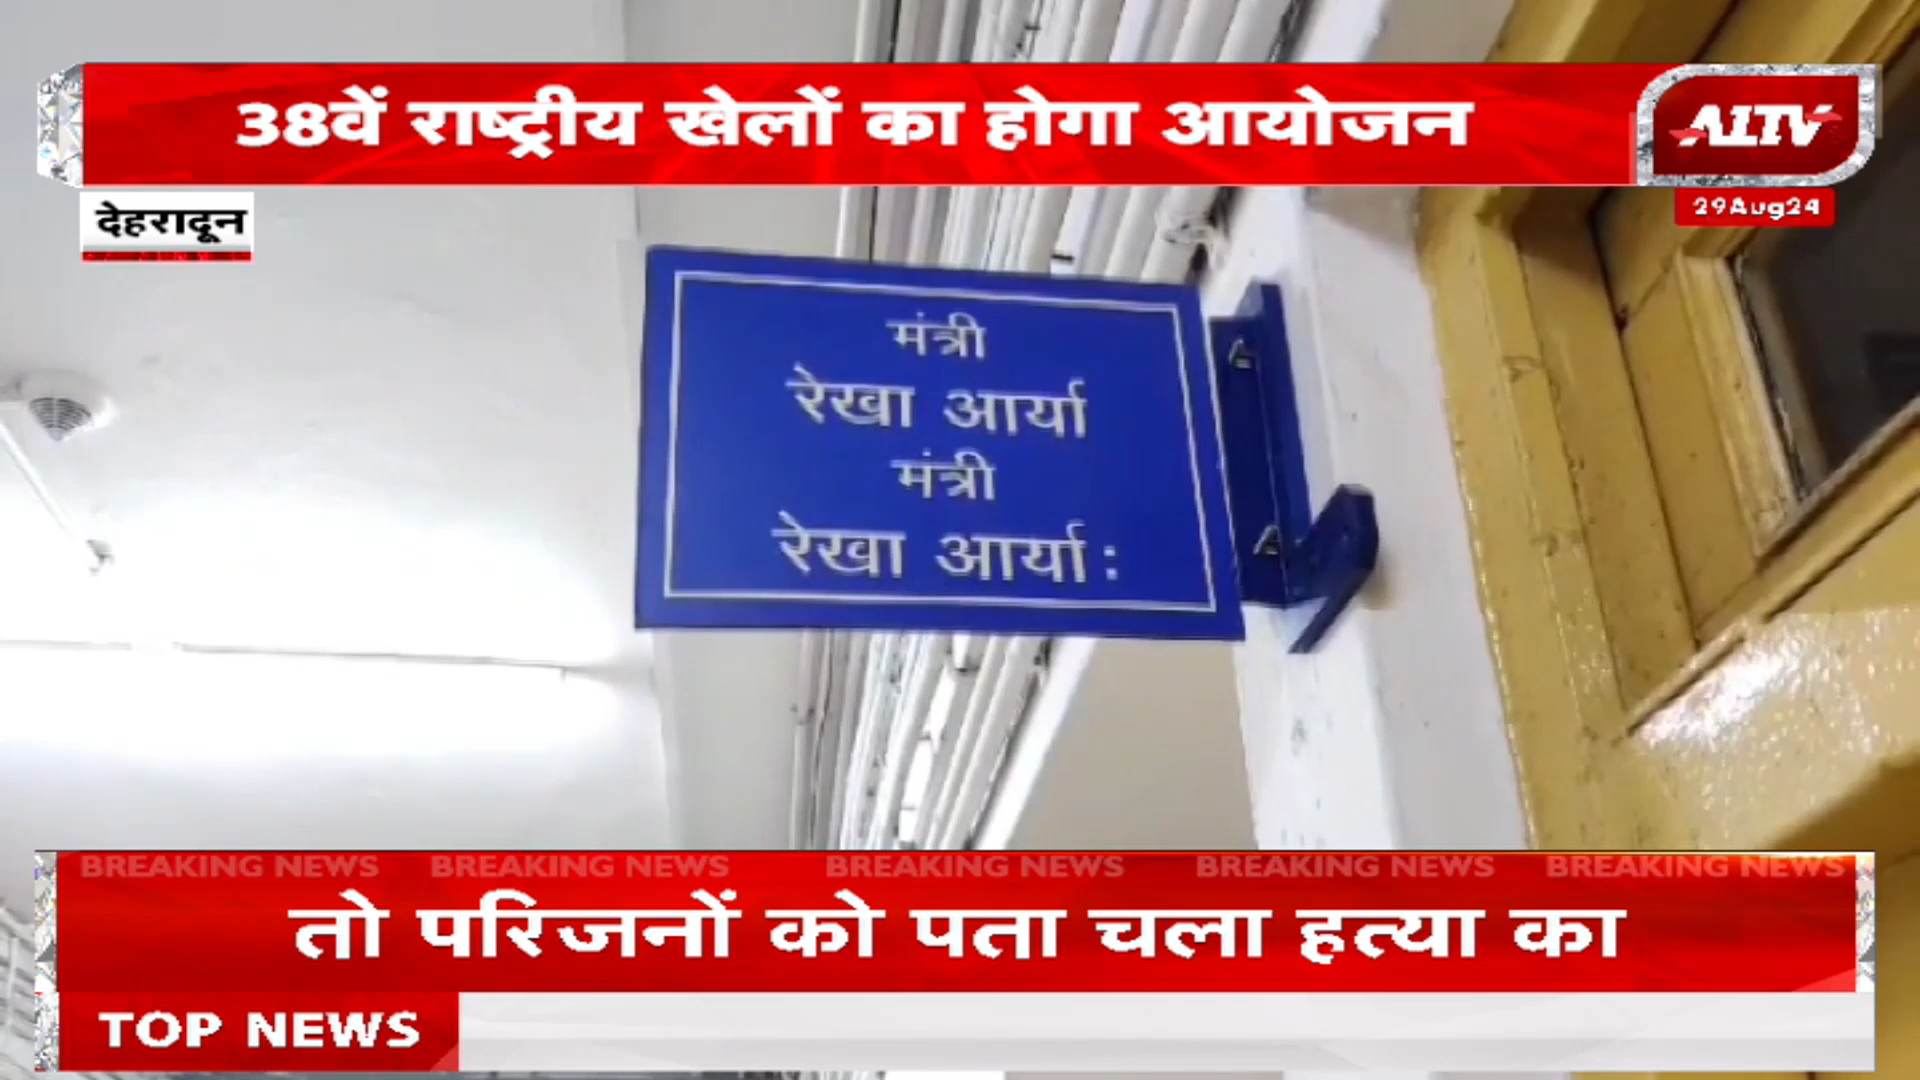 38वें राष्ट्रीय खेलों का होगा आयोजन
ALTV
29Aug24
देहरादून
मंत्री
रेखा आर्या
मंत्री
रेखा आर्या:
BREAKING NEWS BREAKING NEWS BREAKING NEWS BREAKING NEWS BREAKING NEWS
तो परिजनों को पता चला हत्या का
TOP NEWS